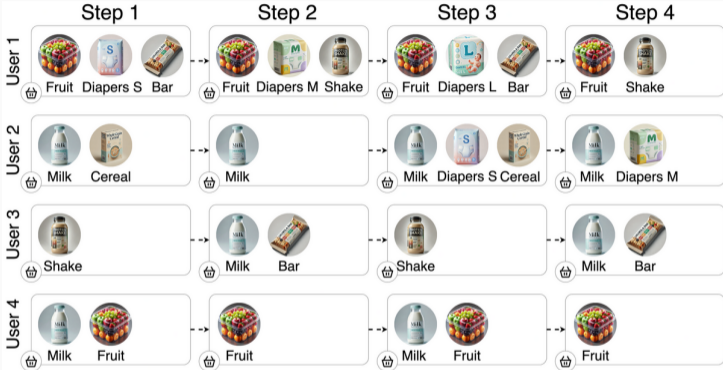 Step 1 Step 2 Step 3 Step 4
User 1
Fruit Diapers S Bar
Fruit Diapers M Shake
Fruit Diapers L Bar
Fruit Shake
User 2
Milk Cereal
Milk
Milk Diapers S Cereal
Milk Diapers M
User 3
Shake
Milk Bar
Shake
Milk Bar
User 4
Milk Fruit
Fruit
Milk Fruit
Fruit